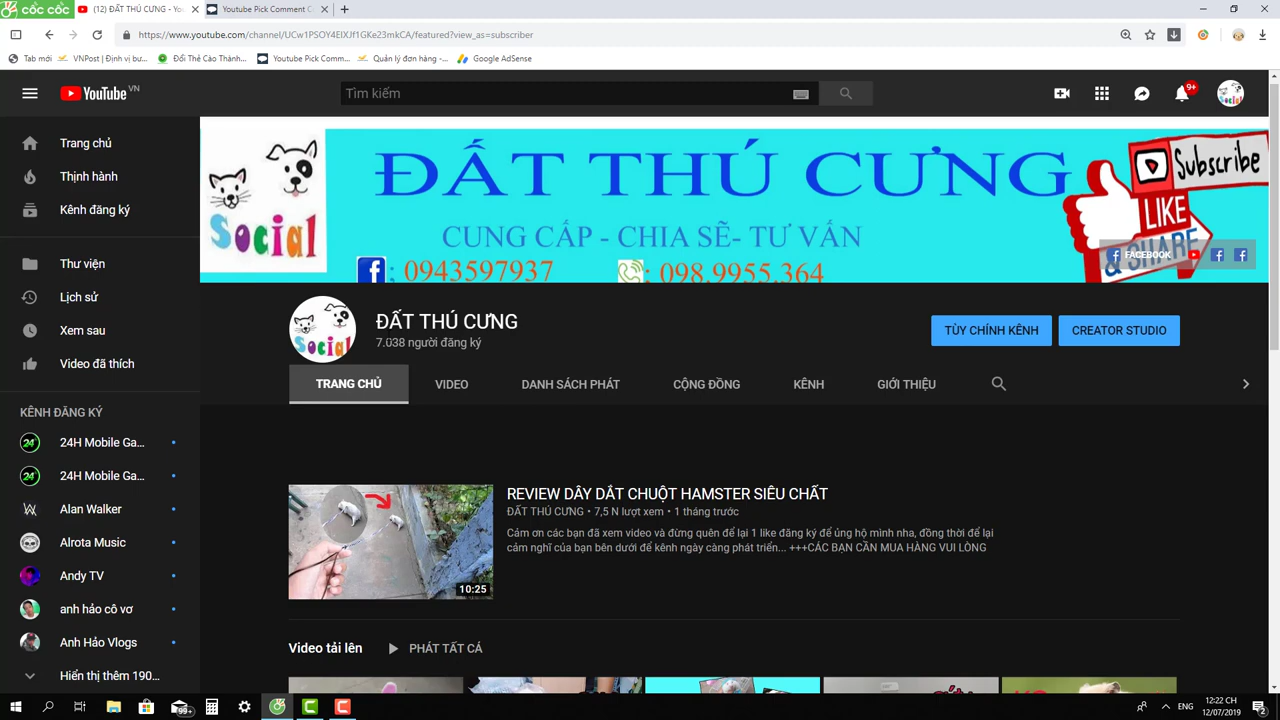 CỐC CỐC
(12) ĐẤT THÚ CƯNG - You
Youtube Pick Comment C
https://www.youtube.com/channel/UCw1PSOY4EIXJf1GKe23mkCA/featured?view_as=subscriber
Tab mới
VNPost | Định vị bư...
Đổi Thẻ Cào Thành...
Youtube Pick Comm...
Quản lý đơn hàng -...
Google AdSense
YouTube VN
Tìm kiếm
9+
Social
Trang chủ
Thịnh hành
Kênh đăng ký
Thư viện
Lịch sử
Xem sau
Video đã thích
KÊNH ĐĂNG KÝ
24H Mobile Ga...
24H Mobile Ga...
Alan Walker
Alrota Music
Andy TV
anh hảo cô vơ
Anh Hảo Vlogs
Hiển thị thêm 190...
Social
ĐẤT THÚ CƯNG
CUNG CẤP - CHIA SẼ- TƯ VẤN
: 0943597937
: 098.9955.364
Subscribe
LIKE
& SHARE
FACEBOOK
Social
ĐẤT THÚ CƯNG
7.038 người đăng ký
TÙY CHỈNH KÊNH
CREATOR STUDIO
TRANG CHỦ
VIDEO
DANH SÁCH PHÁT
CỘNG ĐỒNG
KÊNH
GIỚI THIỆU
REVIEW DÂY DẮT CHUỘT HAMSTER SIÊU CHẤT
ĐẤT THÚ CƯNG • 7,5 N lượt xem • 1 tháng trước
Cảm ơn các bạn đã xem video và đừng quên để lại 1 like đăng ký để ủng hộ mình nha, đồng thời để lại
cảm nghĩ của bạn bên dưới để kênh ngày càng phát triển... +++CÁC BẠN CẦN MUA HÀNG VUI LÒNG
10:25
Video tải lên
PHÁT TẤT CẢ
99+
ENG
12:22 CH
12/07/2019
2